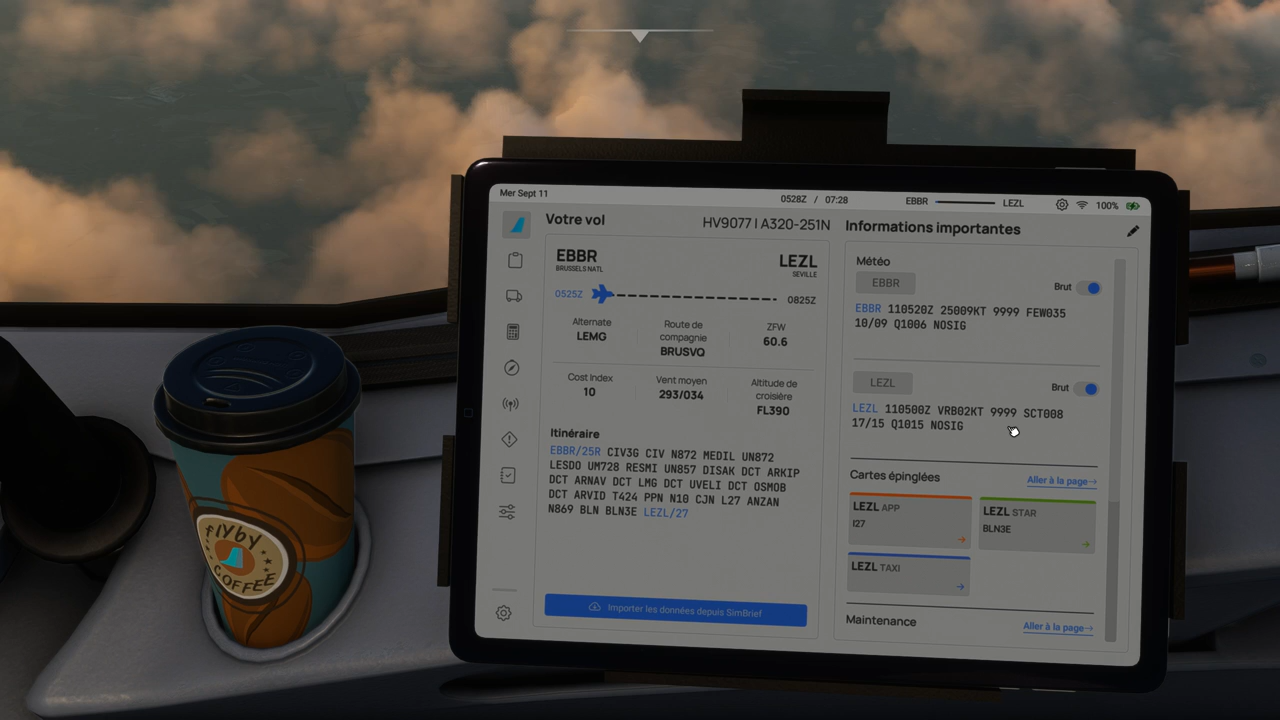 Mer Sept 11
0528Z / 07:28
EBBR LEZL
100%
Votre vol
HV9077 | A320-251N
EBBR
BRUSSELS NATL
LEZL
SEVILLE
0525Z
0825Z
Alternate
LEMG
Route de
compagnie
BRUSVQ
ZFW
60.6
Cost Index
10
Vent moyen
293/034
Altitude de
croisière
FL390
Itinéraire
EBBR/25R CIV3G CIV N872 MEDIL UN872
LESDO UM728 RESMI UN857 DISAK DCT ARKIP
DCT ARNAV DCT LMG DCT UVELI DCT OSMOB
DCT ARVID T424 PPN N10 CJN L27 ANZAN
N869 BLN BLN3E LEZL/27
Importer les données depuis SimBrief
Informations importantes
Météo
EBBR
Brut
EBBR 110520Z 25009KT 9999 FEW035
10/09 Q1006 NOSIG
LEZL
Brut
LEZL 110500Z VRB02KT 9999 SCT008
17/15 Q1015 NOSIG
Cartes épinglées
Aller à la page
LEZL APP
I27
LEZL STAR
BLN3E
LEZL TAXI
Maintenance
Aller à la page
flyby
COFFEE